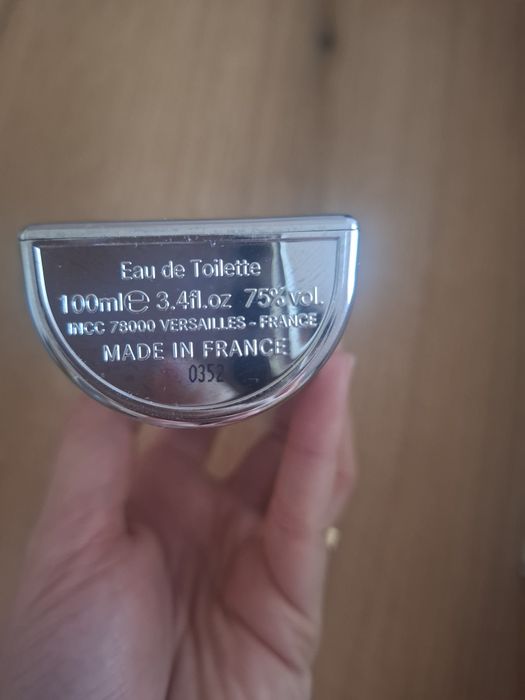 Eau de Toilette
100ml℮ 3.4fl.oz 75%vol.
INCC 78000 VERSAILLES - FRANCE
MADE IN FRANCE
0352